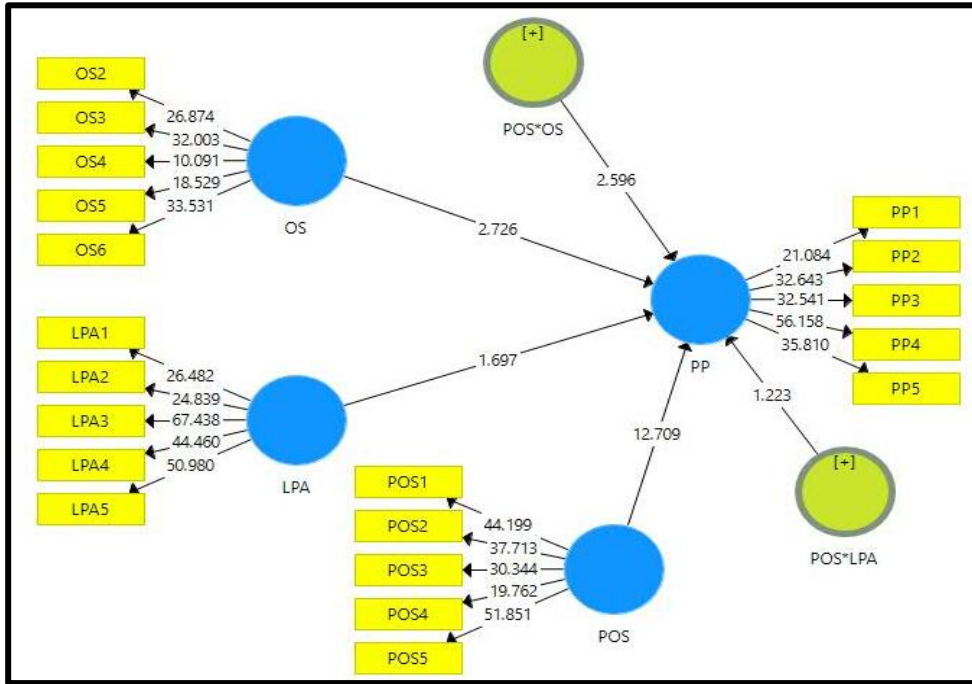 [+]
POS*OS
2.596
OS2
OS3
OS4
OS5
OS6
26.874
32.003
10.091
18.529
33.531
OS
2.726
PP1
PP2
PP3
PP4
PP5
21.084
32.643
32.541
56.158
35.810
PP
LPA1
LPA2
LPA3
LPA4
LPA5
26.482
24.839
67.438
44.460
50.980
LPA
1.697
12.709
1.223
[+]
POS*LPA
POS1
POS2
POS3
POS4
POS5
44.199
37.713
30.344
19.762
51.851
POS